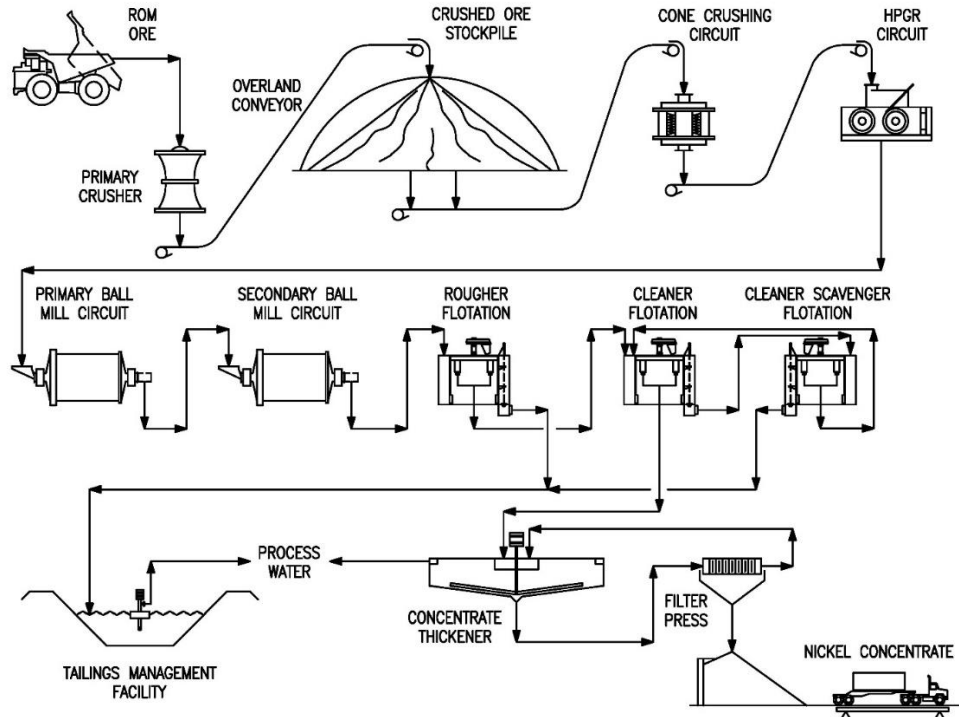 ROM
ORE
CRUSHED ORE
STOCKPILE
CONE CRUSHING
CIRCUIT
HPGR
CIRCUIT
OVERLAND
CONVEYOR
PRIMARY
CRUSHER
PRIMARY BALL
MILL CIRCUIT
SECONDARY BALL
MILL CIRCUIT
ROUGHER
FLOTATION
CLEANER
FLOTATION
CLEANER SCAVENGER
FLOTATION
PROCESS
WATER
CONCENTRATE
THICKENER
FILTER
PRESS
NICKEL CONCENTRATE
TAILINGS MANAGEMENT
FACILITY